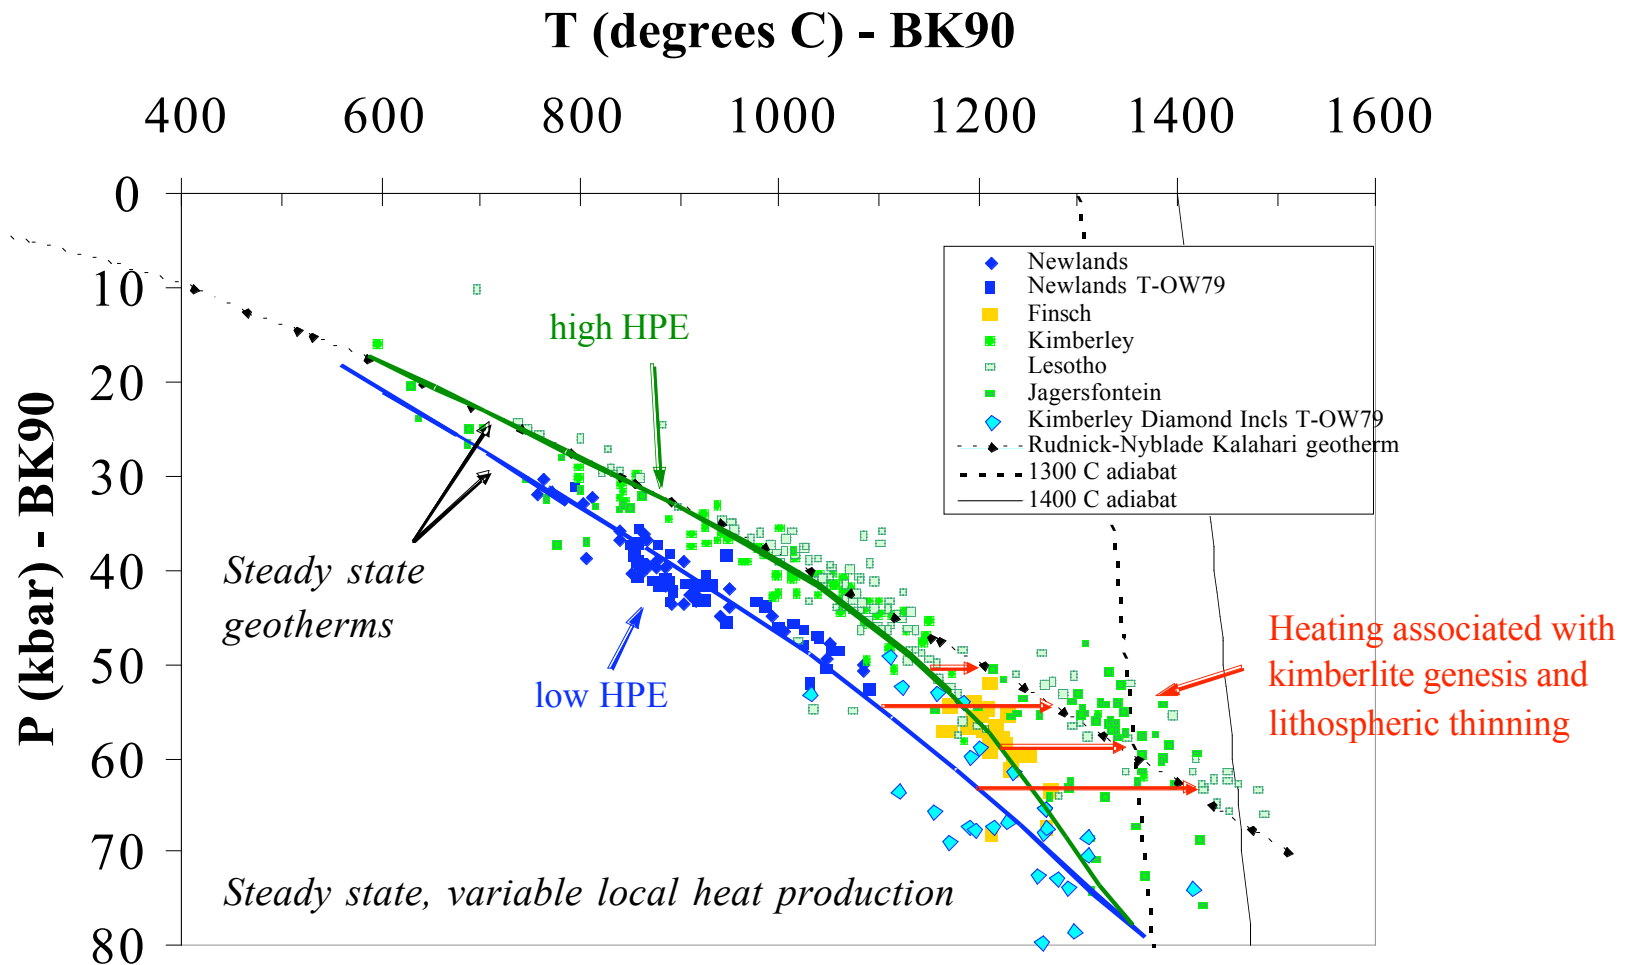 T (degrees C) - BK90
400 600 800 1000 1200 1400 1600
P (kbar) - BK90
0
10
20
30
40
50
60
70
80
Newlands
Newlands T-OW79
Finsch
Kimberley
Lesotho
Jagersfontein
Kimberley Diamond Incls T-OW79
Rudnick-Nyblade Kalahari geotherm
1300 C adiabat
1400 C adiabat
high HPE
Steady state
geotherms
low HPE
Heating associated with
kimberlite genesis and
lithospheric thinning
Steady state, variable local heat production